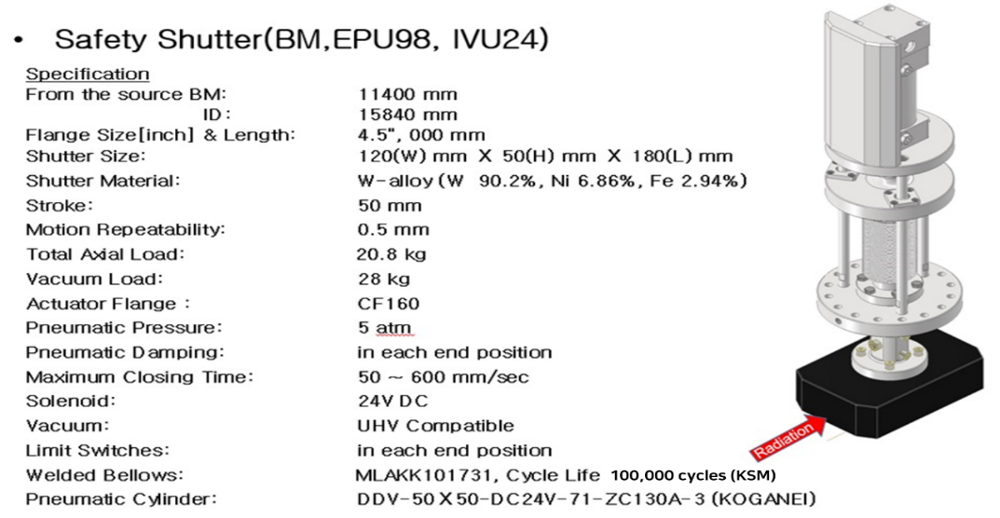 • Safety Shutter(BM,EPU98, IVU24)
Specification
From the source BM: 11400 mm
ID : 15840 mm
Flange Size[inch] & Length: 4.5", 000 mm
Shutter Size: 120(W) mm X 50(H) mm X 180(L) mm
Shutter Material: W-alloy (W 90.2%, Ni 6.86%, Fe 2.94%)
Stroke: 50 mm
Motion Repeatability: 0.5 mm
Total Axial Load: 20.8 kg
Vacuum Load: 28 kg
Actuator Flange : CF160
Pneumatic Pressure: 5 atm
Pneumatic Damping: in each end position
Maximum Closing Time: 50 ~ 600 mm/sec
Solenoid: 24V DC
Vacuum: UHV Compatible
Limit Switches: in each end position
Welded Bellows: MLAKK101731, Cycle Life 100,000 cycles (KSM)
Pneumatic Cylinder: DDV-50X50-DC24V-71-ZC130A-3 (KOGANEI)
Radiation